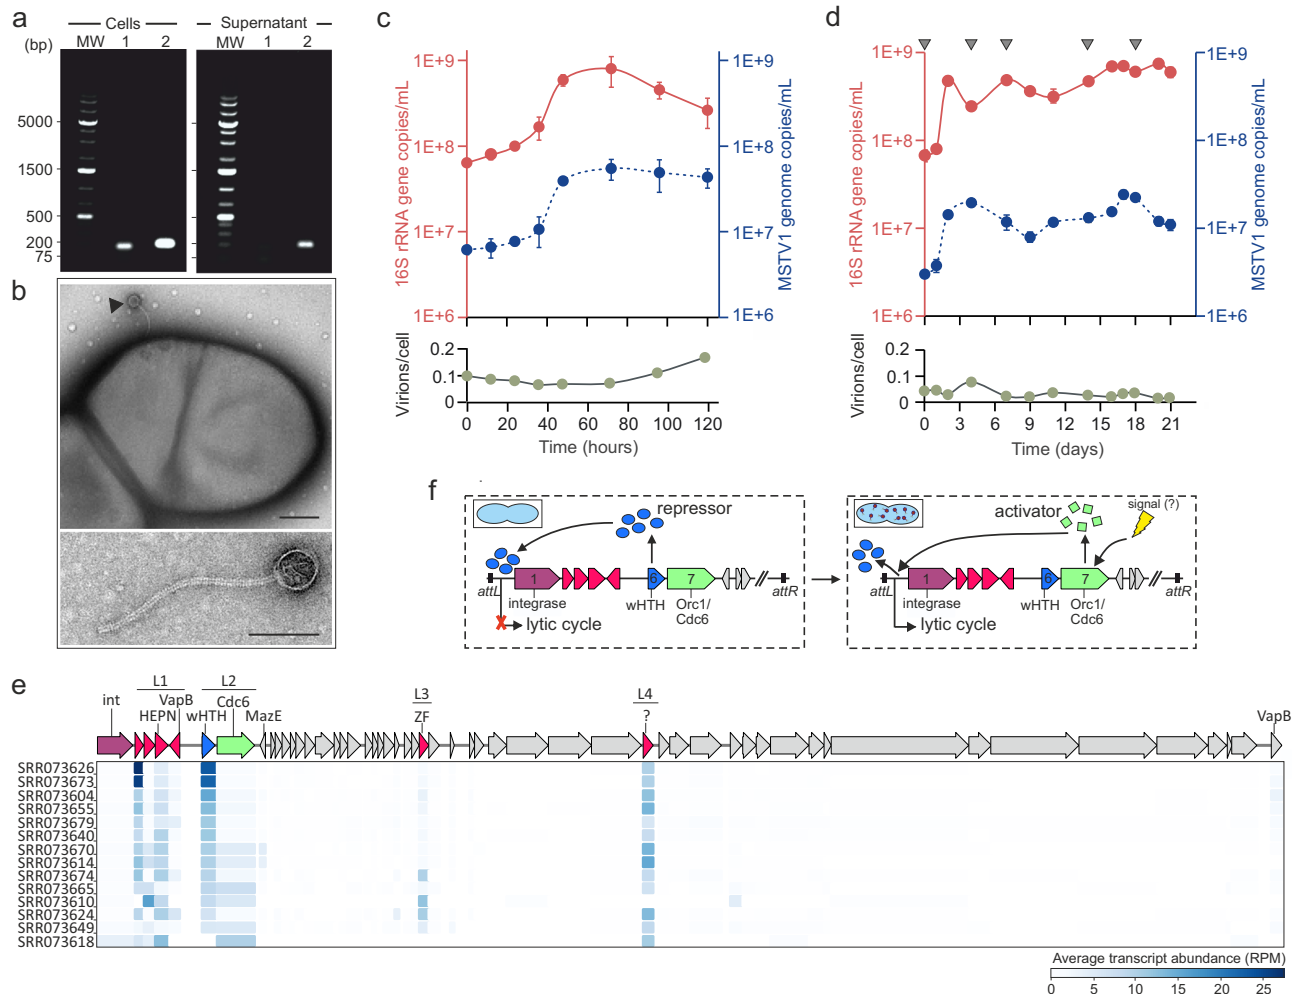 a
Cells
Supernatant
(bp)
MW 1 2
MW 1 2
5000
1500
500
200
75
b
c
1E+9
1E+8
1E+7
1E+6
16S rRNA gene copies/mL
1E+9
1E+8
1E+7
1E+6
MSTV1 genome copies/mL
0.2
0.1
0
Virions/cell
0 20 40 60 80 100 120
Time (hours)
d
1E+9
1E+8
1E+7
1E+6
16S rRNA gene copies/mL
1E+9
1E+8
1E+7
1E+6
MSTV1 genome copies/mL
0.2
0.1
0
Virions/cell
0 3 6 9 12 15 18 21
Time (days)
f
repressor
1
6
7
attL
integrase
wHTH
Orc1/
Cdc6
attR
X
lytic cycle
activator
signal (?)
1
6
7
attL
integrase
wHTH
Orc1/
Cdc6
attR
lytic cycle
e
L1 L2 L3 L4
int HEPN VapB wHTH Cdc6 MazE ZF ? VapB
SRR073626
SRR073673
SRR073604
SRR073655
SRR073679
SRR073640
SRR073670
SRR073614
SRR073674
SRR073665
SRR073610
SRR073624
SRR073649
SRR073618
Average transcript abundance (RPM)
0 5 10 15 20 25